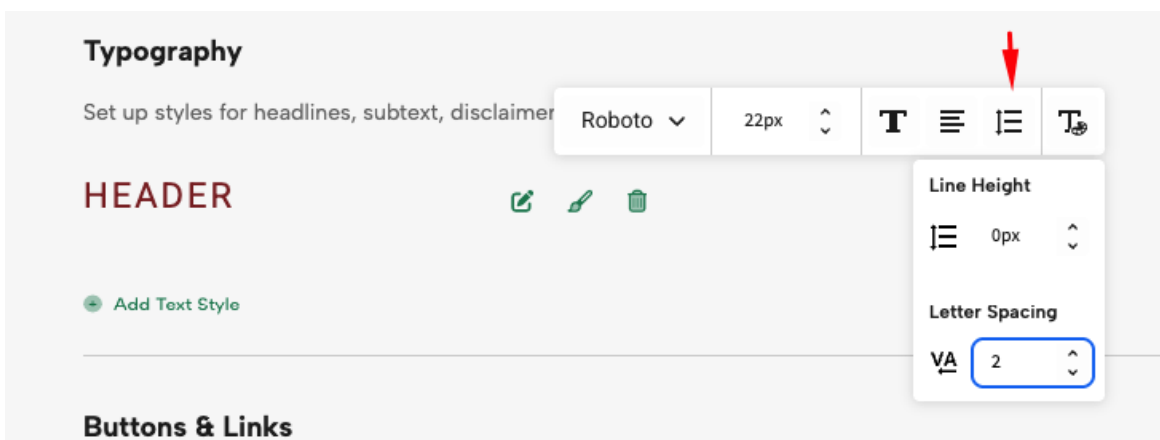 Typography
Set up styles for headlines, subtext, disclaimer
Roboto 22px
HEADER
Line Height
0px
Add Text Style
Letter Spacing
VA 2
Buttons & Links